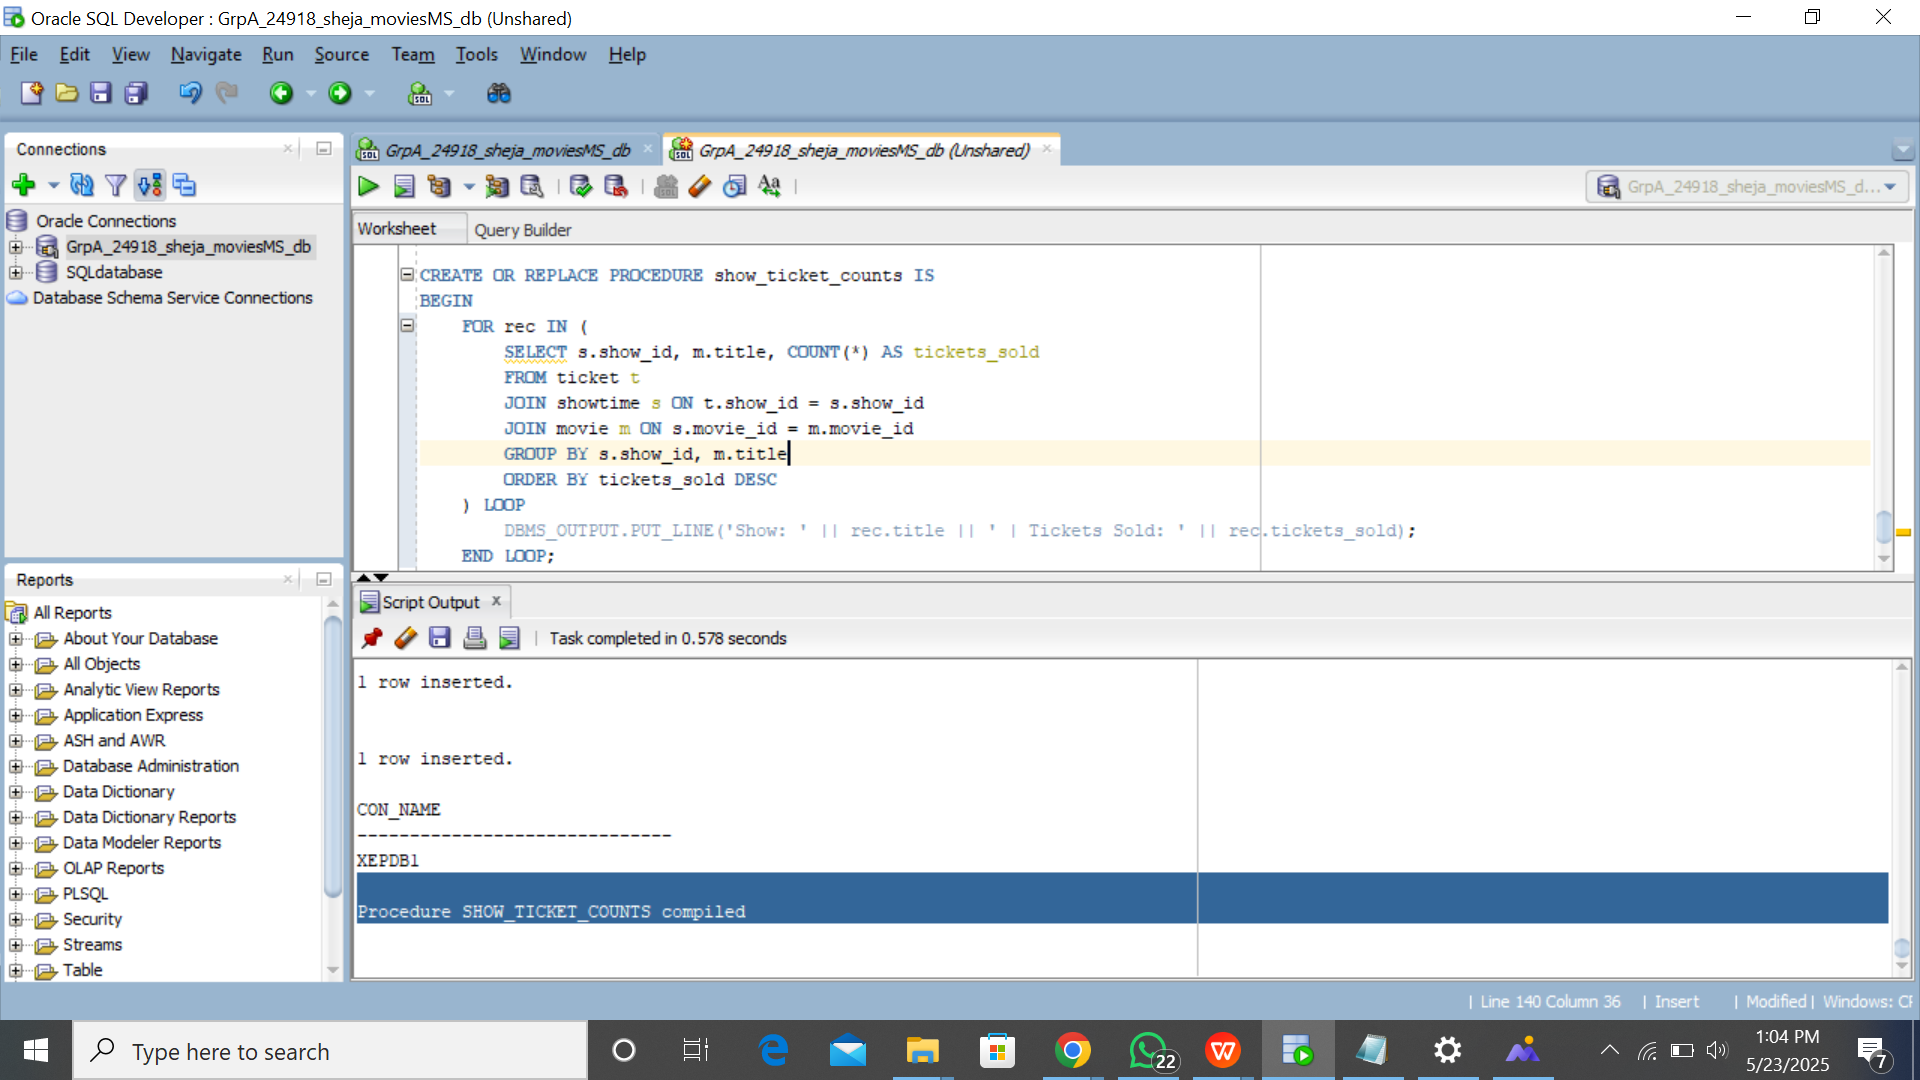 Oracle SQL Developer : GrpA_24918_sheja_moviesMS_db (Unshared)
File Edit View Navigate Run Source Team Tools Window Help
Connections
Oracle Connections
GrpA_24918_sheja_moviesMS_db
SQLdatabase
Database Schema Service Connections
Reports
All Reports
About Your Database
All Objects
Analytic View Reports
Application Express
ASH and AWR
Database Administration
Data Dictionary
Data Dictionary Reports
Data Modeler Reports
OLAP Reports
PLSQL
Security
Streams
Table
GrpA_24918_sheja_moviesMS_db
GrpA_24918_sheja_moviesMS_db (Unshared)
GrpA_24918_sheja_moviesMS_d...
Worksheet Query Builder
CREATE OR REPLACE PROCEDURE show_ticket_counts IS
BEGIN
FOR rec IN (
SELECT s.show_id, m.title, COUNT(*) AS tickets_sold
FROM ticket t
JOIN showtime s ON t.show_id = s.show_id
JOIN movie m ON s.movie_id = m.movie_id
GROUP BY s.show_id, m.title
ORDER BY tickets_sold DESC
) LOOP
DBMS_OUTPUT.PUT_LINE('Show: ' || rec.title || ' | Tickets Sold: ' || rec.tickets_sold);
END LOOP;
Script Output
Task completed in 0.578 seconds
1 row inserted.
1 row inserted.
CON_NAME
------------------------------
XEPDB1
Procedure SHOW_TICKET_COUNTS compiled
| Line 140 Column 36 | Insert | Modified | Windows: CF
Type here to search
22
1:04 PM
5/23/2025
7